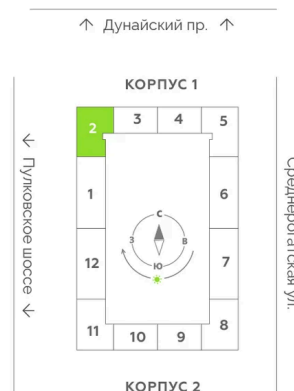 ↑ Дунайский пр. ↑
КОРПУС 1
2 3 4 5
← Пулковское шоссе →
Среднерогатская ул.
1 6
С
З В
Ю
12 7
11 10 9 8
КОРПУС 2